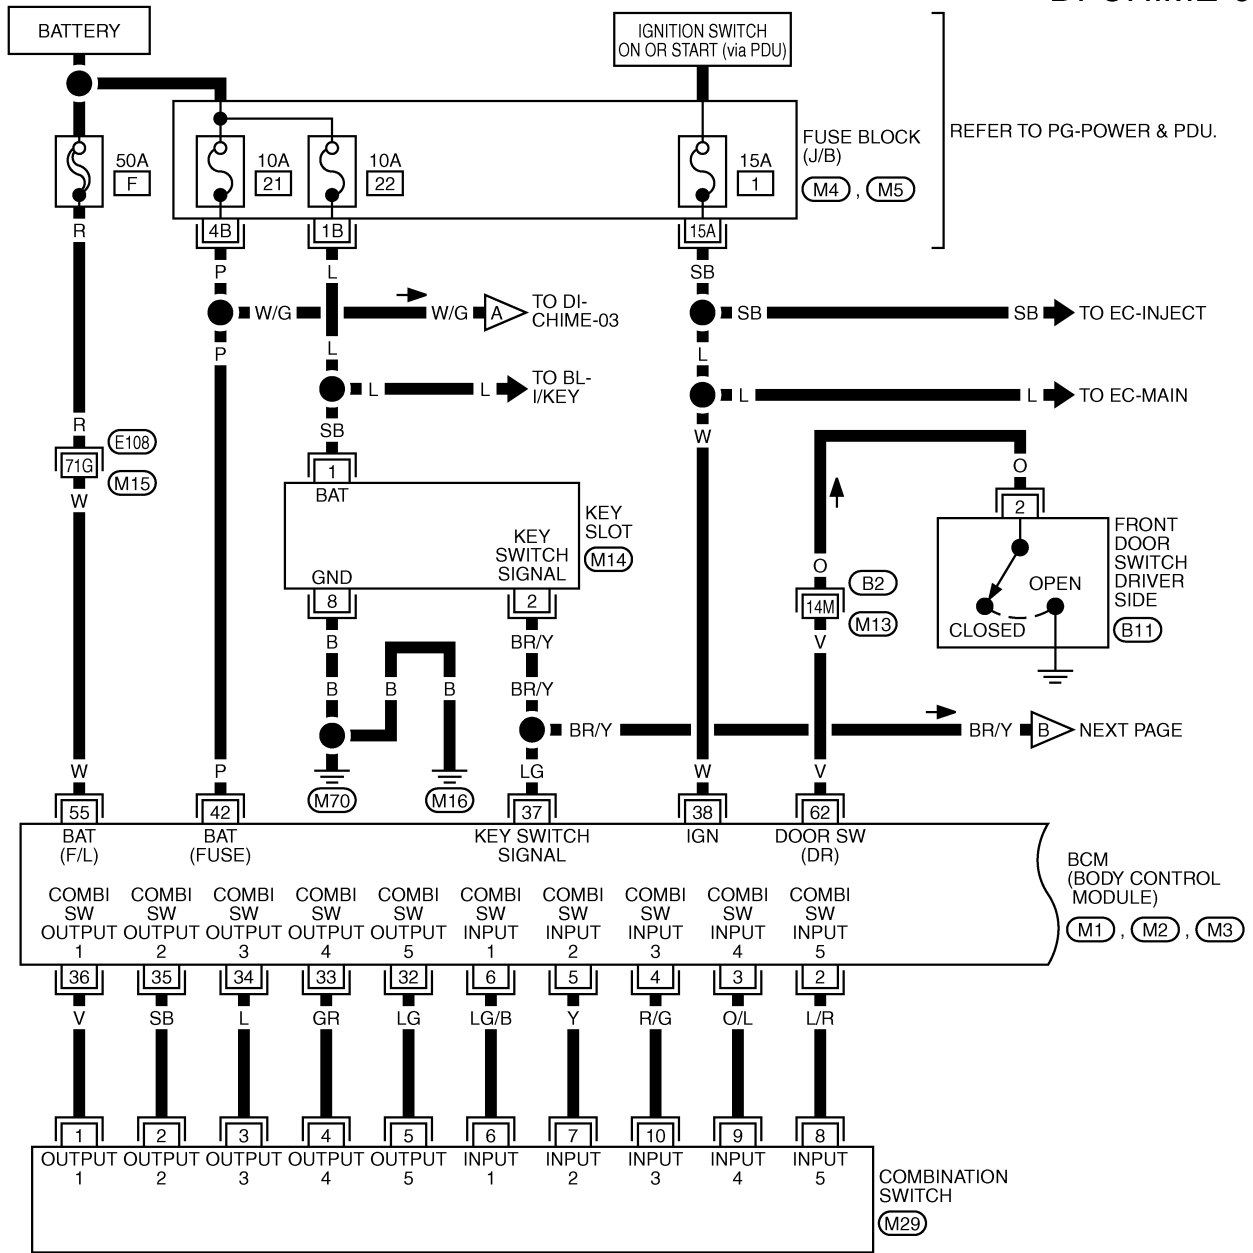 BATTERY
IGNITION SWITCH
ON OR START (via PDU)
REFER TO PG-POWER & PDU.
FUSE BLOCK
(J/B)
M4 , M5
50A
F
10A
21
10A
22
15A
1
R
4B
1B
15A
P
L
SB
W/G
W/G
A
TO DI-
CHIME-03
SB
SB
TO EC-INJECT
P
L
L
L
L
TO BL-
I/KEY
L
L
TO EC-MAIN
R
SB
W
E108
71G
M15
W
1
BAT
KEY
SLOT
M14
KEY
SWITCH
SIGNAL
GND
8
2
O
2
FRONT
DOOR
SWITCH
DRIVER
SIDE
B11
OPEN
CLOSED
O
B2
14M
M13
V
B
BR/Y
B
B
B
BR/Y
BR/Y
BR/Y
B
NEXT PAGE
W
P
M70
M16
LG
W
V
55
42
37
38
62
BAT
(F/L)
BAT
(FUSE)
KEY SWITCH
SIGNAL
IGN
DOOR SW
(DR)
BCM
(BODY CONTROL
MODULE)
M1 , M2 , M3
COMBI
SW
OUTPUT
1
COMBI
SW
OUTPUT
2
COMBI
SW
OUTPUT
3
COMBI
SW
OUTPUT
4
COMBI
SW
OUTPUT
5
COMBI
SW
INPUT
1
COMBI
SW
INPUT
2
COMBI
SW
INPUT
3
COMBI
SW
INPUT
4
COMBI
SW
INPUT
5
36
35
34
33
32
6
5
4
3
2
V
SB
L
GR
LG
LG/B
Y
R/G
O/L
L/R
1
2
3
4
5
6
7
10
9
8
OUTPUT
1
OUTPUT
2
OUTPUT
3
OUTPUT
4
OUTPUT
5
INPUT
1
INPUT
2
INPUT
3
INPUT
4
INPUT
5
COMBINATION
SWITCH
M29